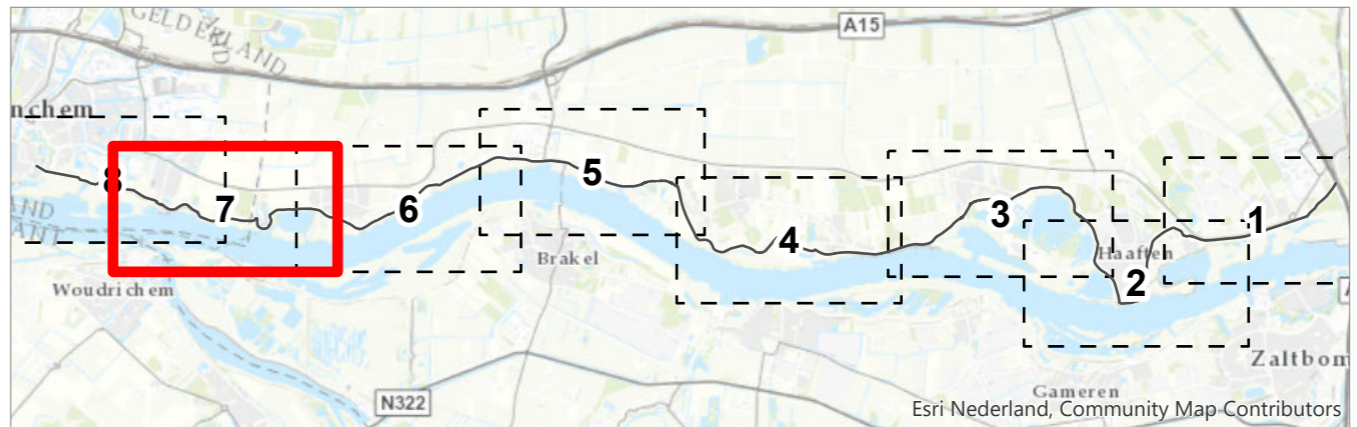 GELDERLAND
A15
nchem
8
7
6
5
4
3
1
2
Haaften
Brakel
Woudrichem
Zaltbom
Gameren
N322
Esri Nederland, Community Map Contributors